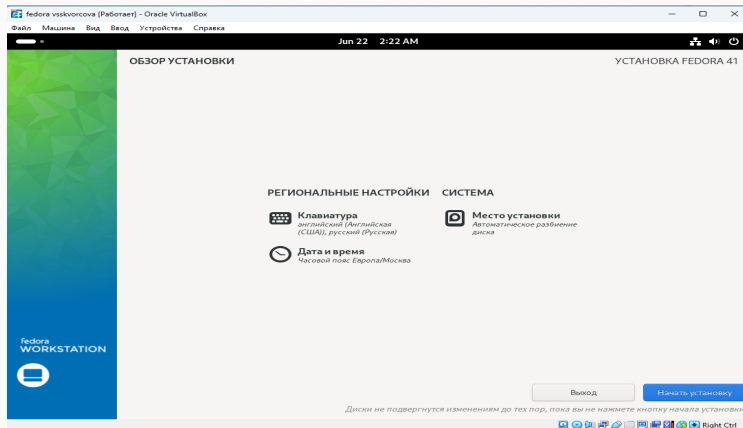 fedora vsskvorcova [Работает] - Oracle VirtualBox
Файл Машина Вид Ввод Устройства Справка
Jun 22 2:22 AM
ОБЗОР УСТАНОВКИ
УСТАНОВКА FEDORA 41
РЕГИОНАЛЬНЫЕ НАСТРОЙКИ
СИСТЕМА
Клавиатура
английский (Английская
(США)), русский (Русская)
Место установки
Автоматическое разбиение
диска
Дата и время
Часовой пояс Европа/Москва
fedora
WORKSTATION
Выход
Начать установку
Диски не подвергнутся изменениям до тех пор, пока вы не нажмете кнопку начала установки
Right Ctrl